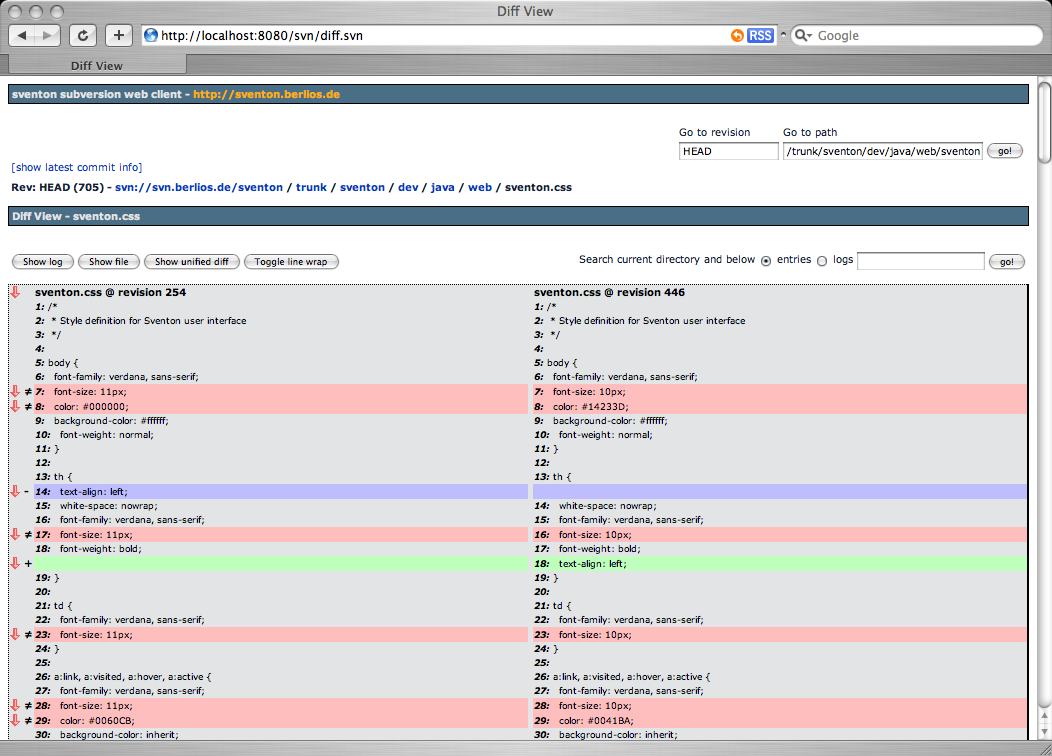 Diff View
http://localhost:8080/svn/diff.svn RSS Google
Diff View
sventon subversion web client - http://sventon.berlios.de
Go to revision Go to path
HEAD /trunk/sventon/dev/java/web/sventon go!
[show latest commit info]
Rev: HEAD (705) - svn://svn.berlios.de/sventon / trunk / sventon / dev / java / web / sventon.css
Diff View - sventon.css
Show log Show file Show unified diff Toggle line wrap Search current directory and below entries logs go!
sventon.css @ revision 254 sventon.css @ revision 446
1: /* 1: /*
2: * Style definition for Sventon user interface 2: * Style definition for Sventon user interface
3: */ 3: */
4: 4:
5: body { 5: body {
6: font-family: verdana, sans-serif; 6: font-family: verdana, sans-serif;
≠ 7: font-size: 11px; 7: font-size: 10px;
≠ 8: color: #000000; 8: color: #14233D;
9: background-color: #ffffff; 9: background-color: #ffffff;
10: font-weight: normal; 10: font-weight: normal;
11: } 11: }
12: 12:
13: th { 13: th {
- 14: text-align: left;
15: white-space: nowrap; 14: white-space: nowrap;
16: font-family: verdana, sans-serif; 15: font-family: verdana, sans-serif;
≠ 17: font-size: 11px; 16: font-size: 10px;
18: font-weight: bold; 17: font-weight: bold;
+ 18: text-align: left;
19: } 19: }
20: 20:
21: td { 21: td {
22: font-family: verdana, sans-serif; 22: font-family: verdana, sans-serif;
≠ 23: font-size: 11px; 23: font-size: 10px;
24: } 24: }
25: 25:
26: a:link, a:visited, a:hover, a:active { 26: a:link, a:visited, a:hover, a:active {
27: font-family: verdana, sans-serif; 27: font-family: verdana, sans-serif;
≠ 28: font-size: 11px; 28: font-size: 10px;
≠ 29: color: #0060CB; 29: color: #0041BA;
30: background-color: inherit; 30: background-color: inherit;